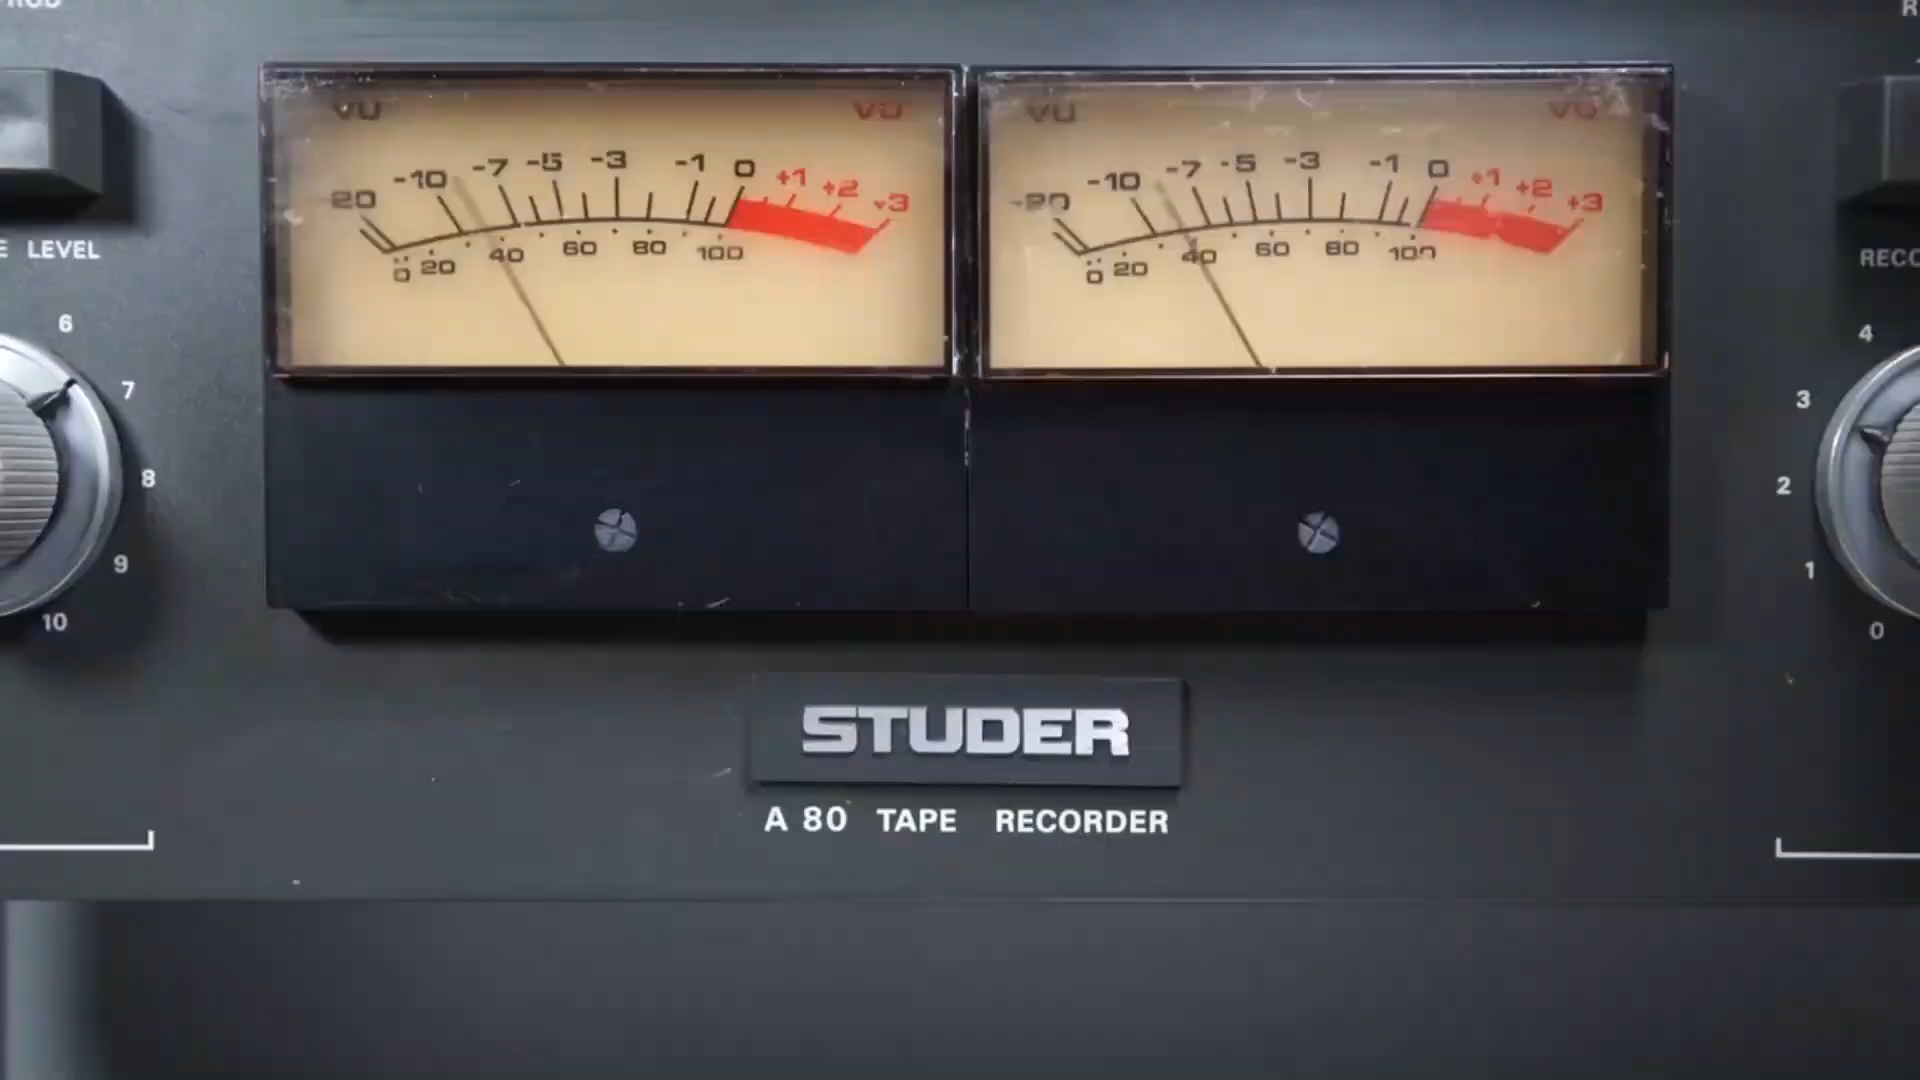 VU VU
-20 -10 -7 -5 -3 -1 0 +1 +2 +3
0 20 40 60 80 100
VU VU
-20 -10 -7 -5 -3 -1 0 +1 +2 +3
0 20 40 60 80 100
LEVEL
6
7
8
9
10
4
3
2
1
0
STUDER
A 80 TAPE RECORDER